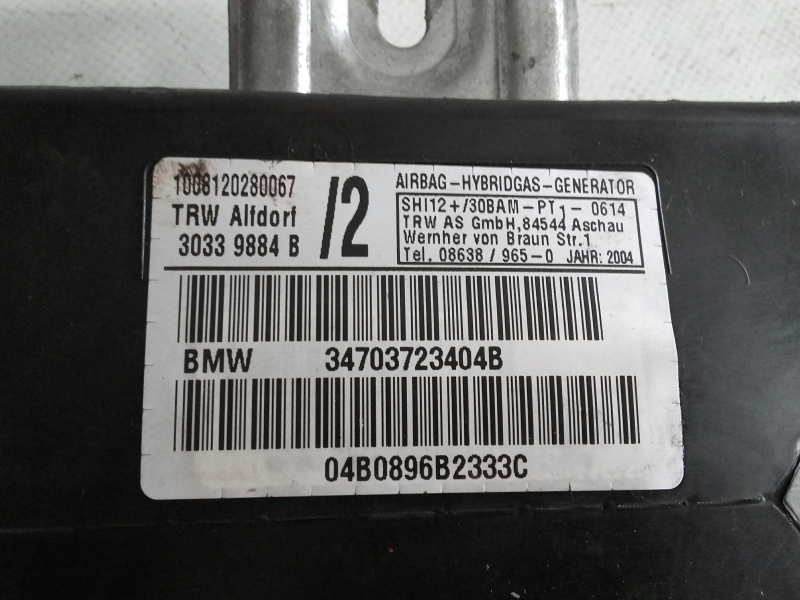 1008120280067
TRW Alfdorf
3033 9884 B
/2
AIRBAG-HYBRIDGAS-GENERATOR
SHI12+/30BAM-PT1-0614
TRW AS GmbH,84544 Aschau
Wernher von Braun Str.1
Tel. 08638 / 965-0 JAHR: 2004
BMW 34703723404B
04B0896B2333C